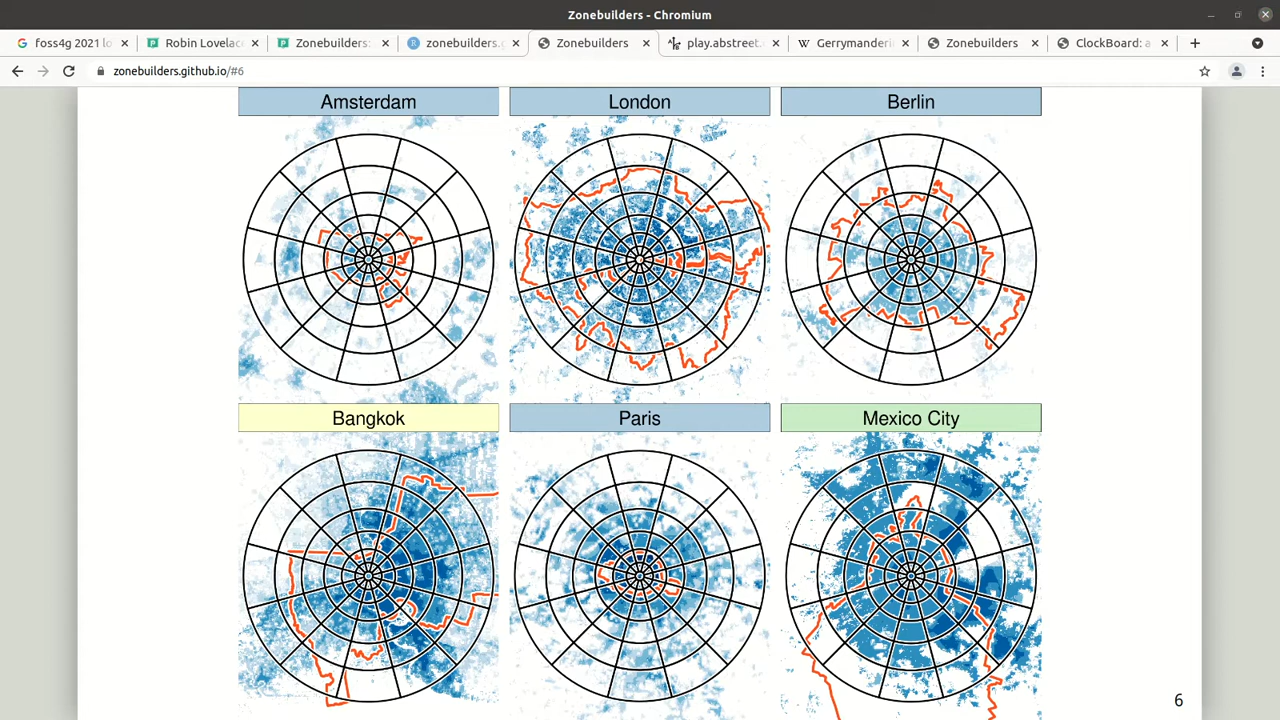 Zonebuilders - Chromium
foss4g 2021 lo
Robin Lovelace
Zonebuilders:
zonebuilders.g
Zonebuilders
play.abstreet.
Gerrymanderi
Zonebuilders
ClockBoard: a
zonebuilders.github.io/#6
Amsterdam
London
Berlin
Bangkok
Paris
Mexico City
6